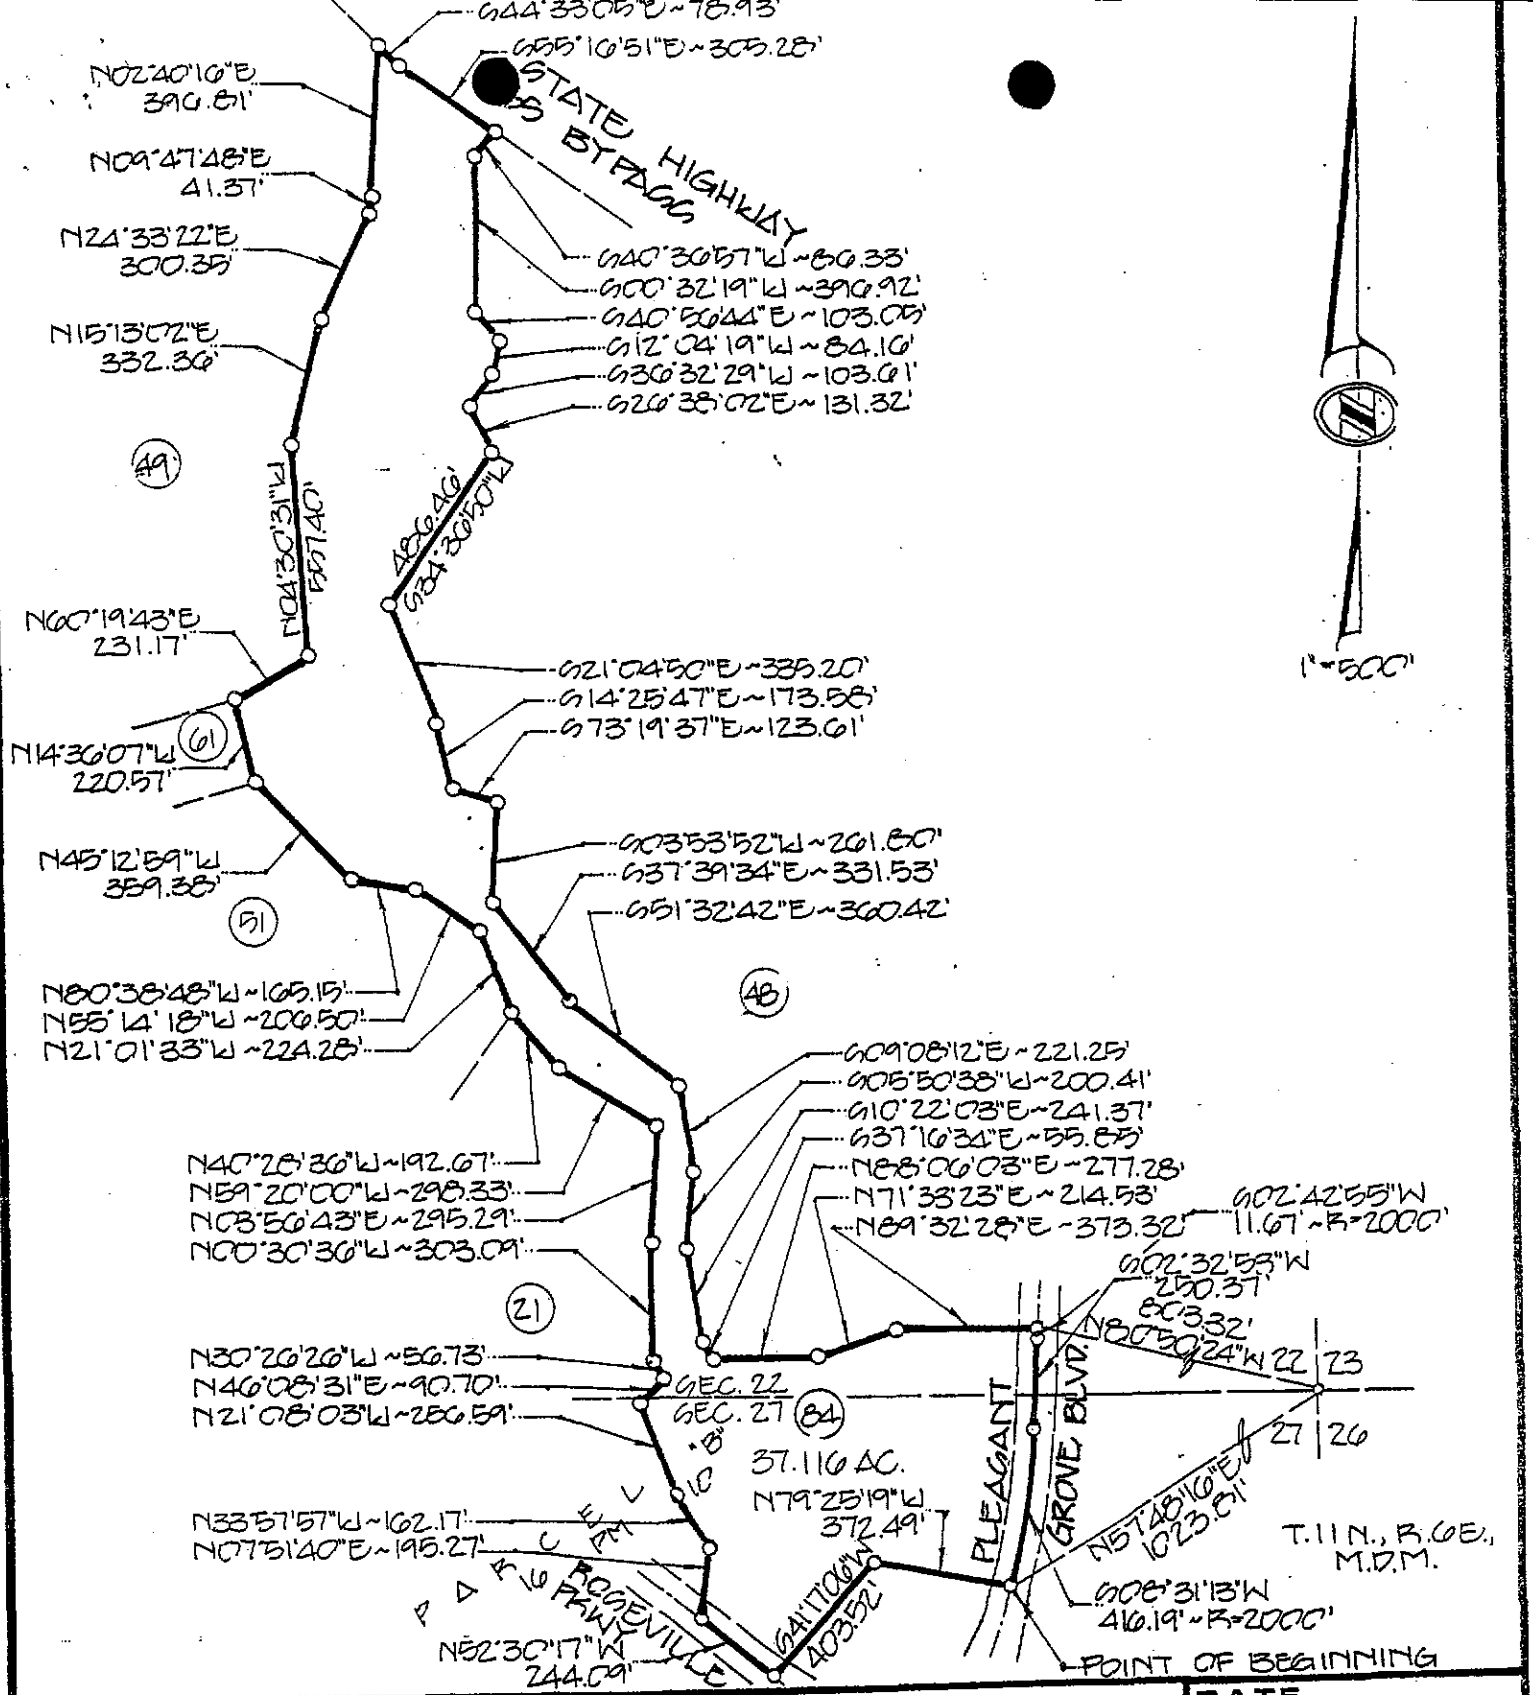 S44°33'05"E~78.93'
S55°16'51"E~305.28'
N02°40'16"E
396.81'
STATE HIGHWAY
65 BYPASS
N09°47'48"E
41.37'
N24°33'22"E
300.35'
N15°13'02"E
332.36'
S40°36'57"W~86.33'
S00°32'19"W~396.92'
S40°56'44"E~103.05'
S12°04'19"W~84.16'
S36°32'29"W~103.61'
S26°38'02"E~131.32'
49
N04°30'31"W
557.40'
486.46'
S34°36'50"W
1"=500'
N60°19'43"E
231.17'
S21°04'50"E~335.20'
S14°25'47"E~173.58'
S73°19'37"E~123.61'
61
N14°36'07"W
220.57'
N45°12'59"W
359.38'
S03°53'52"W~261.80'
S37°39'34"E~331.53'
S51°32'42"E~360.42'
51
48
N80°38'48"W~165.15'
N55°14'18"W~206.50'
N21°01'33"W~224.28'
S09°08'12"E~221.25'
S05°50'38"W~200.41'
S10°22'03"E~241.37'
S37°16'34"E~55.85'
N88°06'03"E~277.28'
N71°33'23"E~214.53'
N89°32'28"E~373.32'
N40°28'36"W~192.67'
N59°20'00"W~298.33'
N03°56'43"E~295.29'
N00°30'36"W~303.09'
S02°42'55"W
11.67'~R=2000'
S02°32'53"W
250.37'
803.32'
N80°50'24"W
21
22 23
27 26
N30°26'26"W~56.73'
N46°08'31"E~90.70'
N21°08'03"W~256.59'
SEC. 22
SEC. 27
84
37.116 AC.
N79°25'19"W
372.49'
PLEASANT
GROVE BLVD.
N57°48'16"E
1023.81'
T.11N., R.6E.,
M.D.M.
N33°57'57"W~162.17'
N07°51'40"E~195.27'
PARCEL "B"
16 PM 10
ROSEVILLE
PKWY
S41°17'06"W
403.52'
S08°31'13"W
416.19'~R=2000'
N52°30'17"W
244.09'
POINT OF BEGINNING
DATE